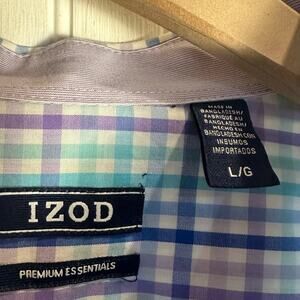 MADE IN
BANGLADESH/
FABRIQUÉ AU
BANGLADESH/
HECHO EN
BANGLADESH CON
INSUMOS
IMPORTADOS
L/G
IZOD
PREMIUM ESSENTIALS